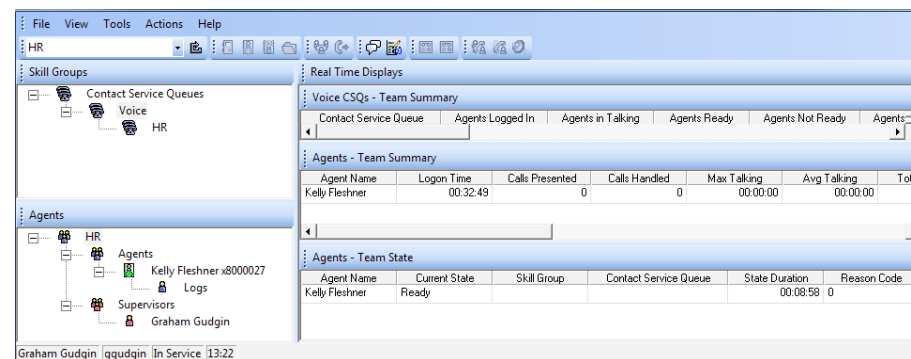 File View Tools Actions Help
HR
Skill Groups
Contact Service Queues
Voice
HR
Agents
HR
Agents
Kelly Fleshner x8000027
Logs
Supervisors
Graham Gudgin
Real Time Displays
Voice CSQs - Team Summary
Contact Service Queue Agents Logged In Agents in Talking Agents Ready Agents Not Ready Agents
Agents - Team Summary
Agent Name Logon Time Calls Presented Calls Handled Max Talking Avg Talking Tot
Kelly Fleshner 00:32:49 0 0 00:00:00 00:00:00
Agents - Team State
Agent Name Current State Skill Group Contact Service Queue State Duration Reason Code
Kelly Fleshner Ready 00:08:58 0
Graham Gudgin ggudgin In Service 13:22